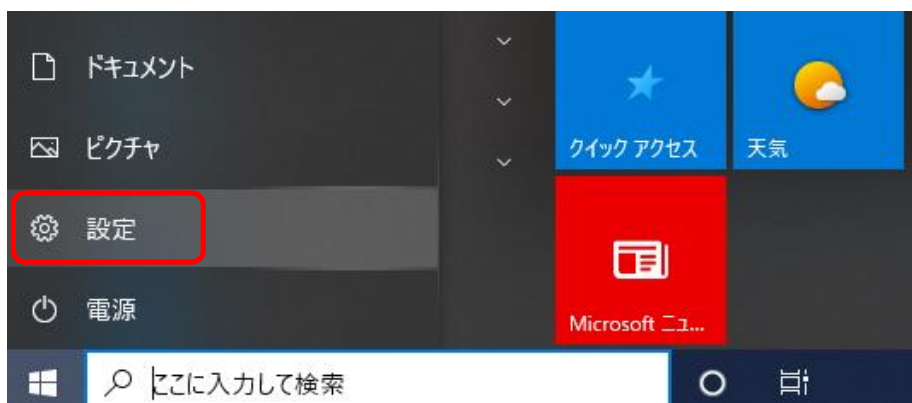 ドキュメント
ピクチャ
設定
電源
クイック アクセス
天気
Microsoft ニュ...
ここに入力して検索